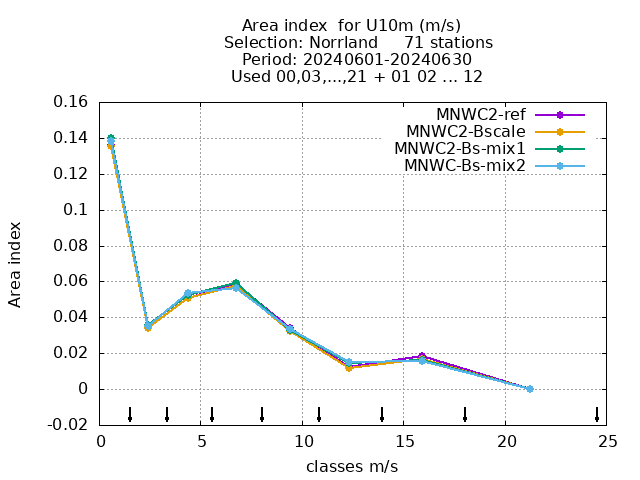 Area index  for U10m (m/s)
Selection: Norrland     71 stations
Period: 20240601-20240630
Used 00,03,...,21 + 01 02 ... 12
MNWC2-ref
MNWC2-Bscale
MNWC2-Bs-mix1
MNWC-Bs-mix2
0.16
0.14
0.12
0.1
0.08
0.06
0.04
0.02
0
-0.02
Area index
0 5 10 15 20 25
classes m/s